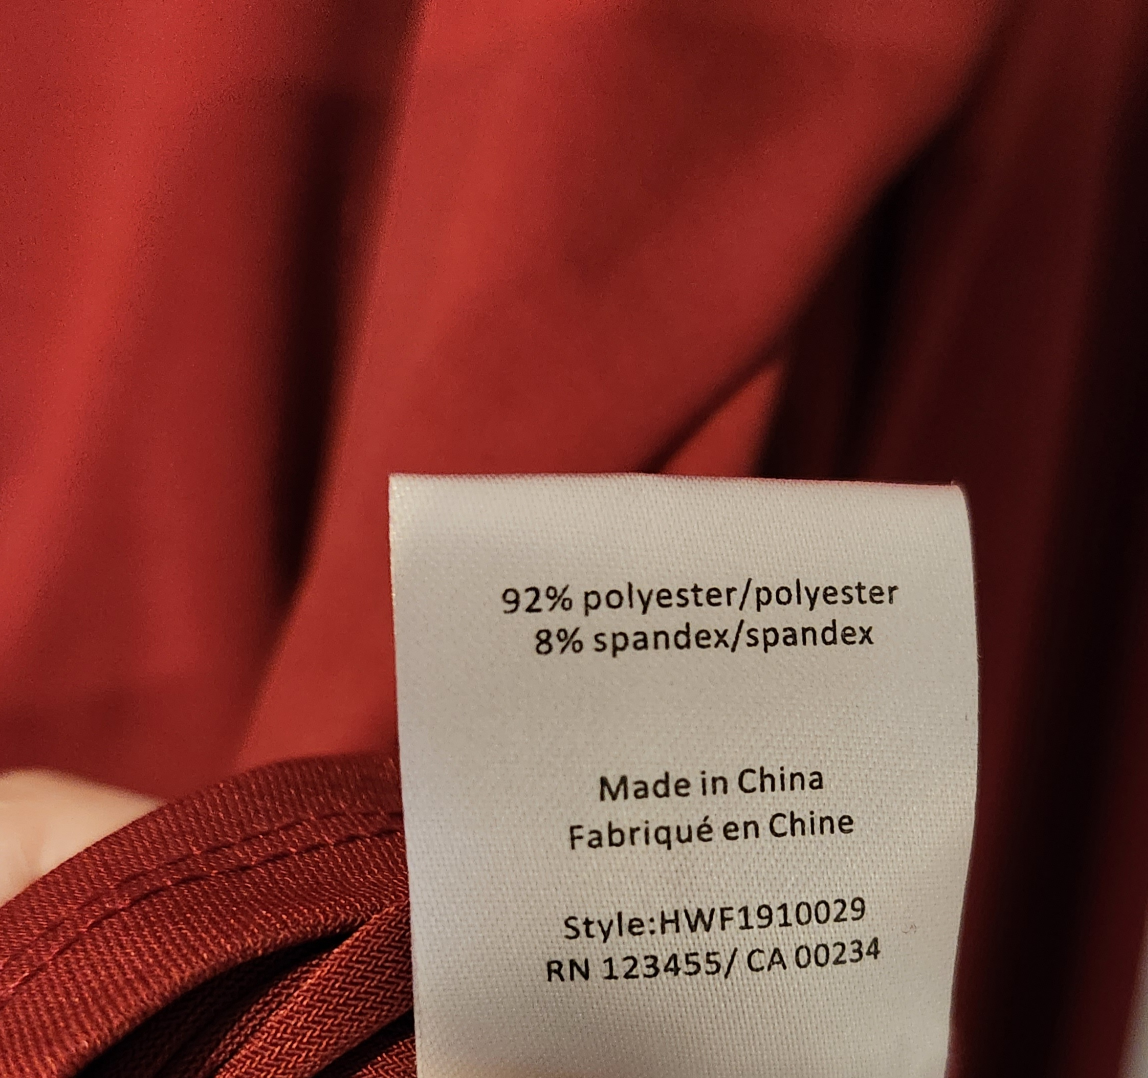 92% polyester/polyester
8% spandex/spandex
Made in China
Fabriqué en Chine
Style:HWF1910029
RN 123455/ CA 00234